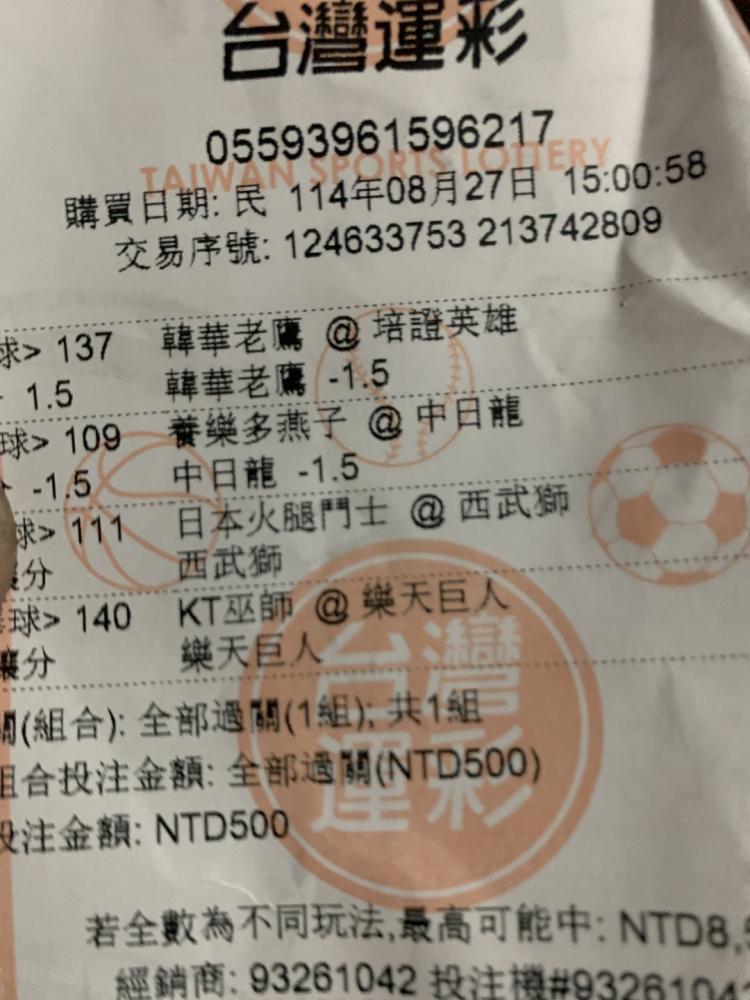 台灣運彩
05593961596217
TAIWAN SPORTS LOTTERY
購買日期: 民 114年08月27日 15:00:58
交易序號: 124633753 213742809
球> 137 韓華老鷹 @ 培證英雄
1.5 韓華老鷹 -1.5
球> 109 養樂多燕子 @ 中日龍
-1.5 中日龍 -1.5
球> 111 日本火腿鬥士 @ 西武獅
分 西武獅
球> 140 KT巫師 @ 樂天巨人
讓分 樂天巨人
關(組合): 全部過關(1組); 共1組
組合投注金額: 全部過關(NTD500)
投注金額: NTD500
台灣運彩
若全數為不同玩法,最高可能中: NTD8,
經銷商: 93261042 投注機#93261042